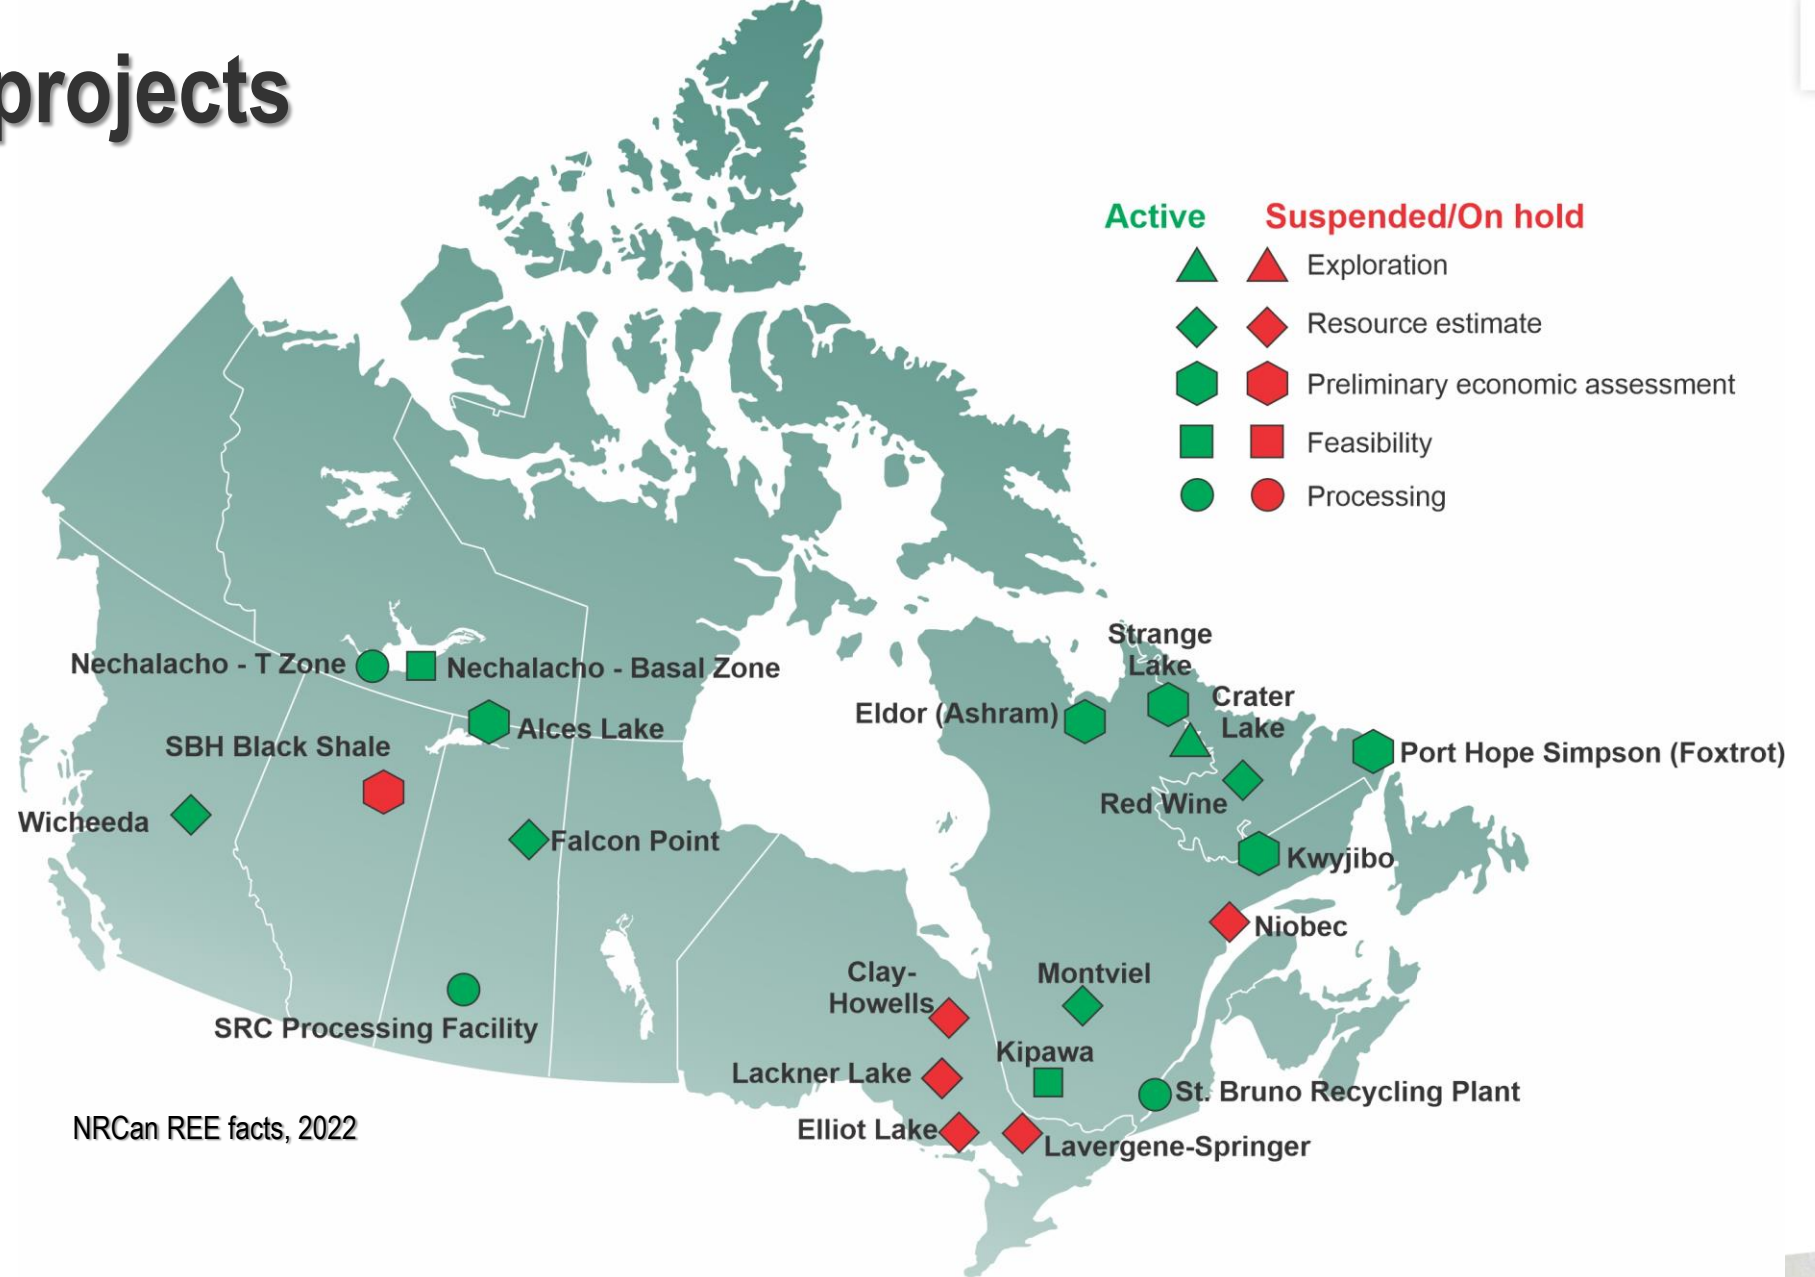 projects
Active Suspended/On hold
Exploration
Resource estimate
Preliminary economic assessment
Feasibility
Processing
Strange
Lake
Nechalacho - T Zone
Nechalacho - Basal Zone
Crater
Lake
Eldor (Ashram)
Alces Lake
SBH Black Shale
Port Hope Simpson (Foxtrot)
Red Wine
Wicheeda
Falcon Point
Kwyjibo
Niobec
Clay-
Howells
Montviel
SRC Processing Facility
Kipawa
Lackner Lake
St. Bruno Recycling Plant
Elliot Lake
Lavergene-Springer
NRCan REE facts, 2022